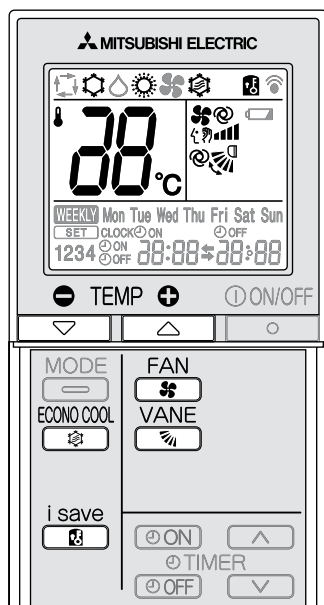 MITSUBISHI ELECTRIC
88°C
WEEKLY Mon Tue Wed Thu Fri Sat Sun
SET CLOCK ON OFF
1234 ON OFF 88:88 88:88
TEMP ON/OFF
MODE FAN
ECONO COOL VANE
i save
ON
TIMER
OFF